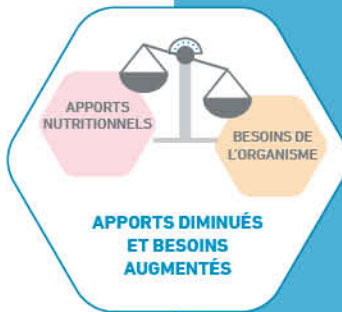 APPORTS
NUTRITIONNELS
BESOINS DE
L'ORGANISME
APPORTS DIMINUÉS
ET BESOINS
AUGMENTÉS